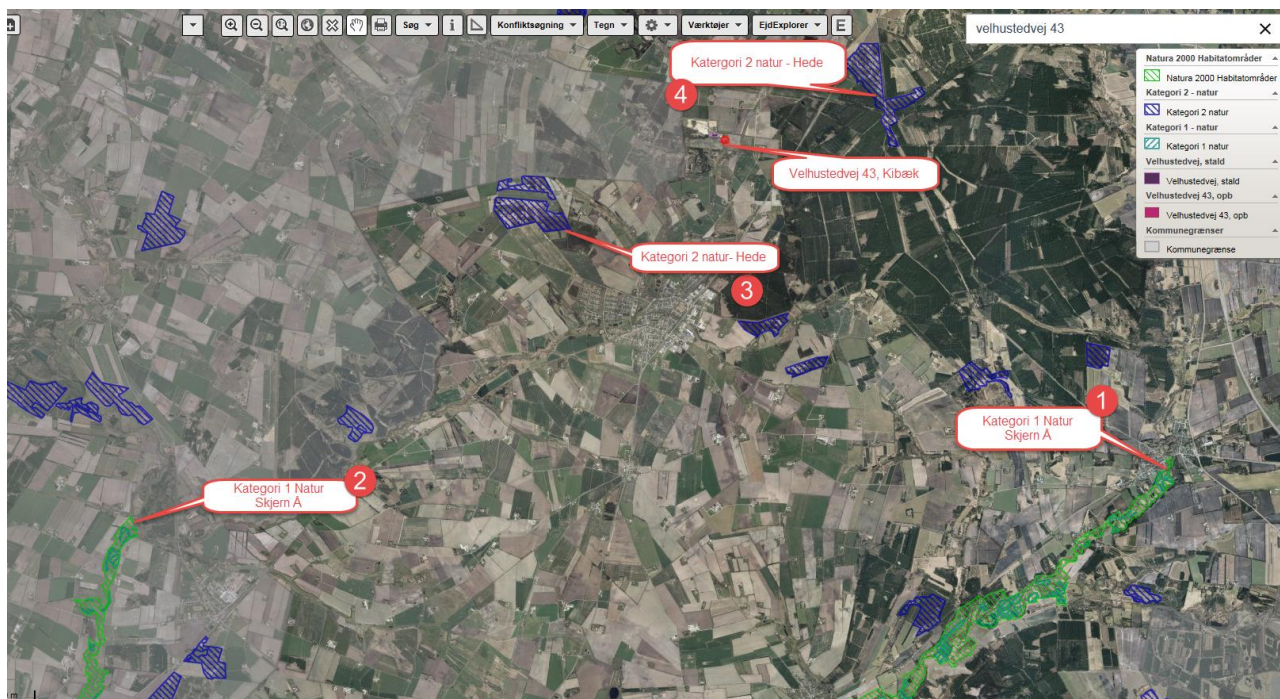 Søg
i
Konfliktsøgning
Tegn
Værktøjer
EjdExplorer
E
velhustedvej 43
Natura 2000 Habitatområder
Natura 2000 Habitatområder
Kategori 2 - natur
Kategori 2 natur
Kategori 1 - natur
Kategori 1 natur
Velhustedvej, stald
Velhustedvej, stald
Velhustedvej 43, opb
Velhustedvej 43, opb
Kommunegrænser
Kommunegrænse
Katergori 2 natur - Hede
4
Velhustedvej 43, Kibæk
Kategori 2 natur- Hede
3
1
Kategori 1 Natur
Skjern Å
2
Kategori 1 Natur
Skjern Å
m